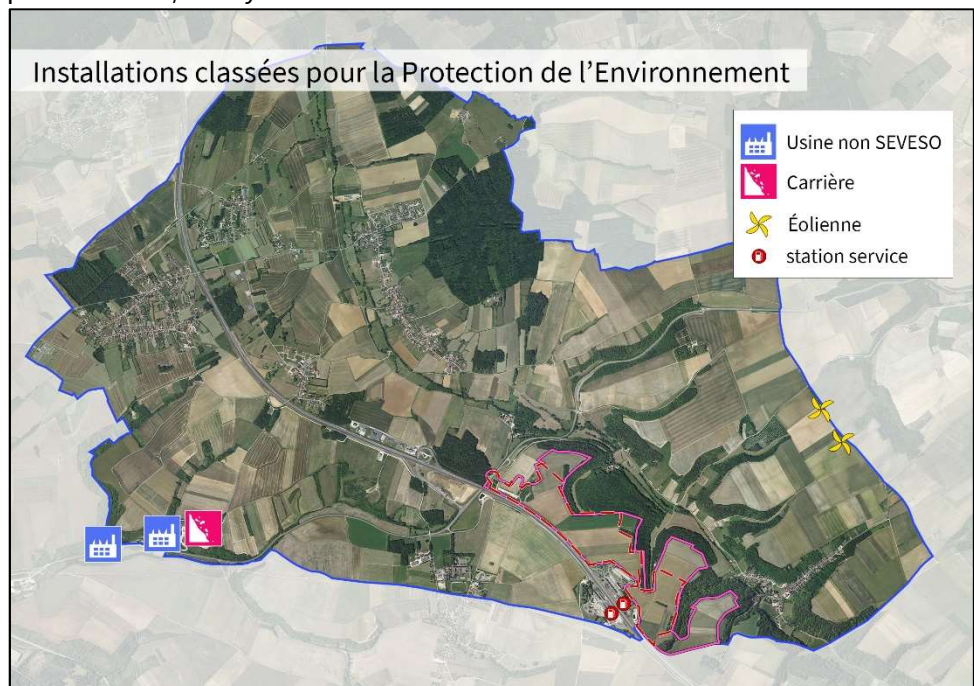 Installations classées pour la Protection de l'Environnement
Usine non SEVESO
Carrière
Éolienne
station service